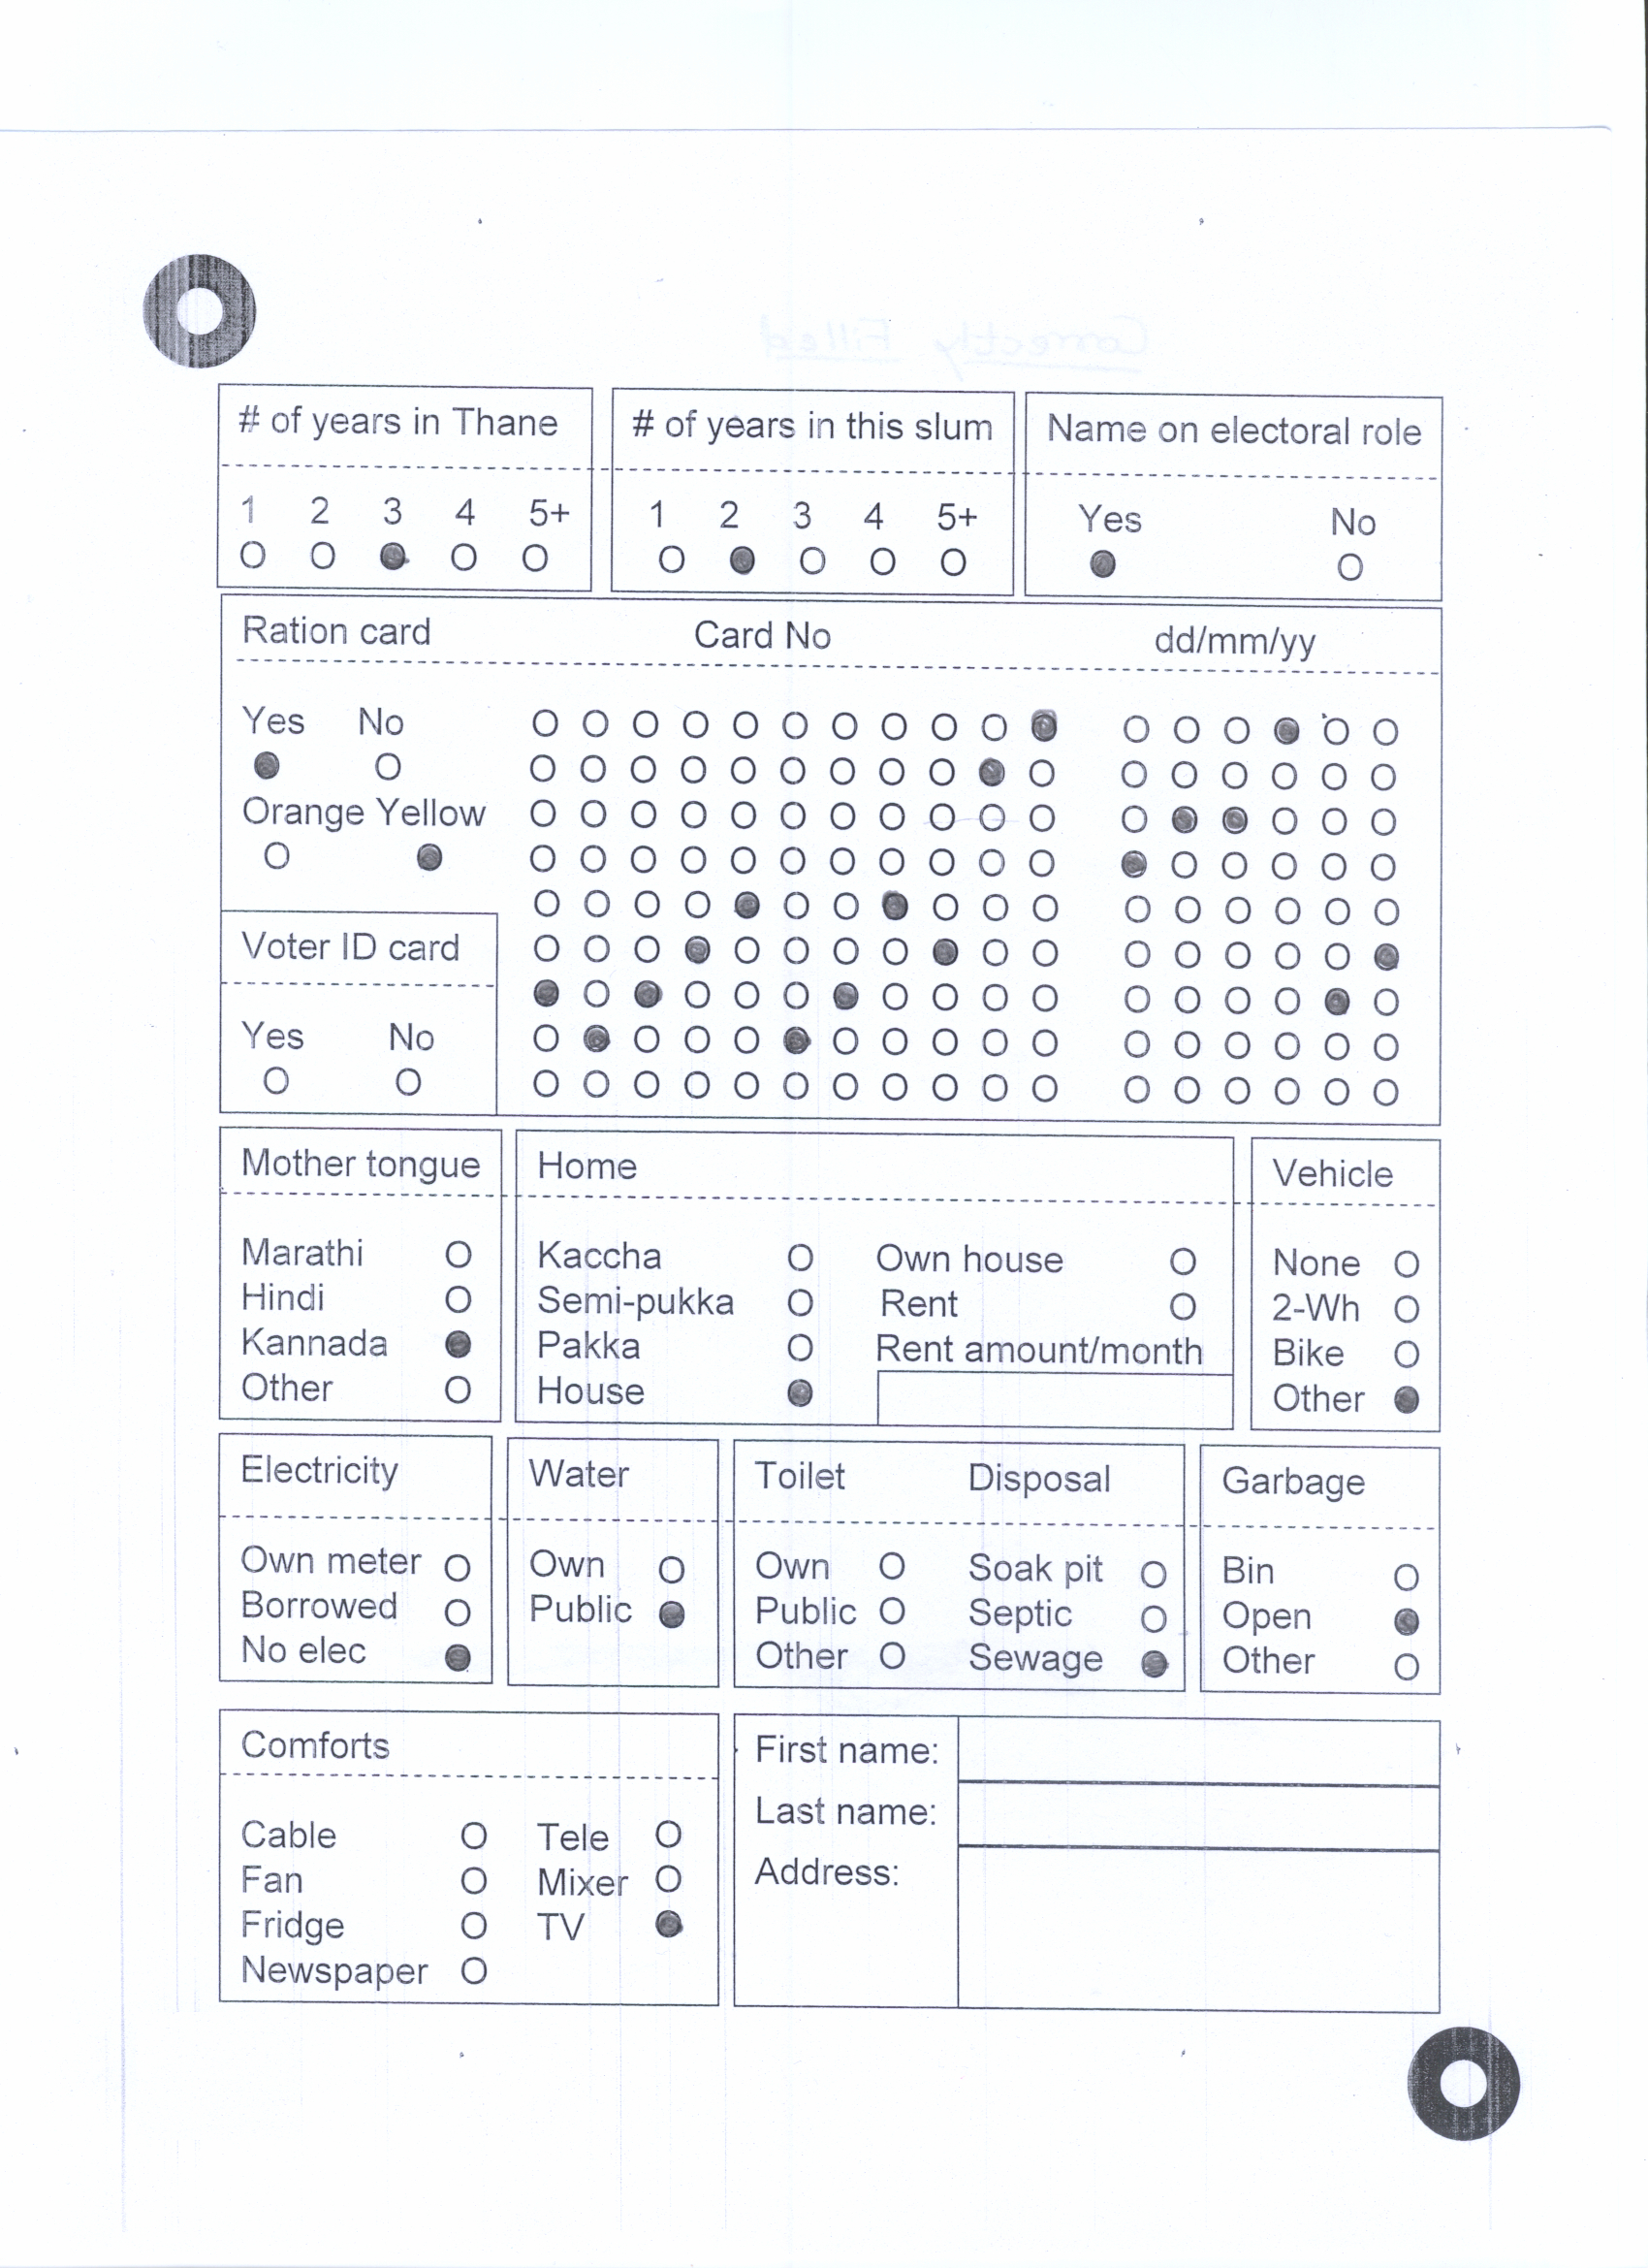 Correctly Filled
# of years in Thane
1 2 3 4 5+
# of years in this slum
1 2 3 4 5+
Name on electoral role
Yes No
Ration card Card No dd/mm/yy
Yes No
Orange Yellow
Voter ID card
Yes No
Mother tongue
Marathi
Hindi
Kannada
Other
Home
Kaccha Own house
Semi-pukka Rent
Pakka Rent amount/month
House
Vehicle
None
2-Wh
Bike
Other
Electricity
Own meter
Borrowed
No elec
Water
Own
Public
Toilet Disposal
Own Soak pit
Public Septic
Other Sewage
Garbage
Bin
Open
Other
Comforts
Cable Tele
Fan Mixer
Fridge TV
Newspaper
First name:
Last name:
Address: